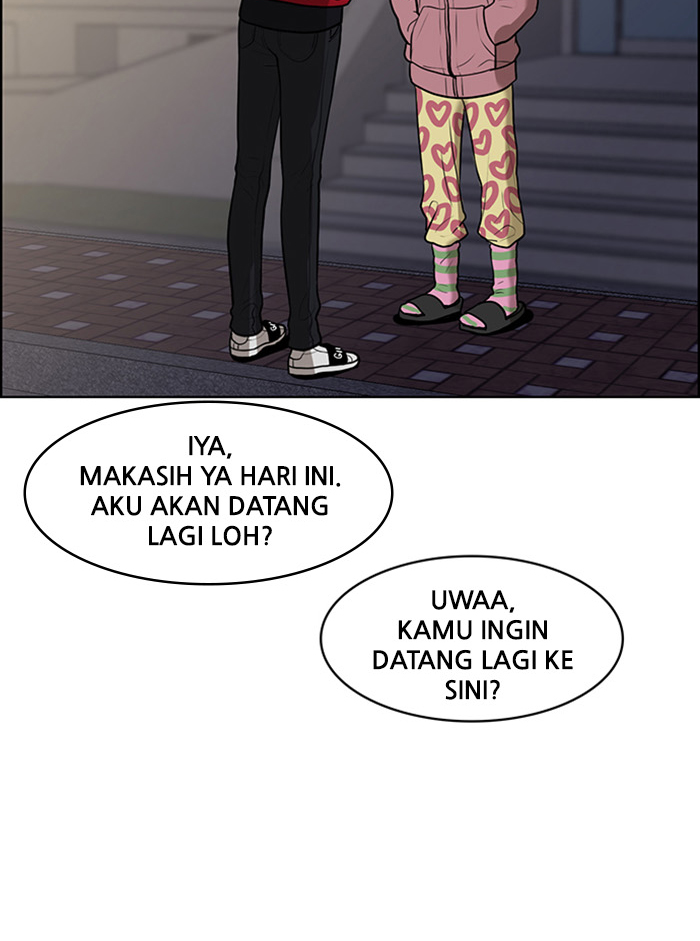 IYA,
MAKASIH YA HARI INI.
AKU AKAN DATANG
LAGI LOH?
UWAA,
KAMU INGIN
DATANG LAGI KE
SINI?